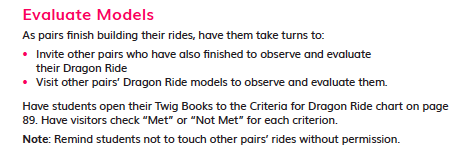 Evaluate Models
As pairs finish building their rides, have them take turns to:
• Invite other pairs who have also finished to observe and evaluate
their Dragon Ride
• Visit other pairs' Dragon Ride models to observe and evaluate them.
Have students open their Twig Books to the Criteria for Dragon Ride chart on page
89. Have visitors check “Met” or “Not Met” for each criterion.
Note: Remind students not to touch other pairs' rides without permission.